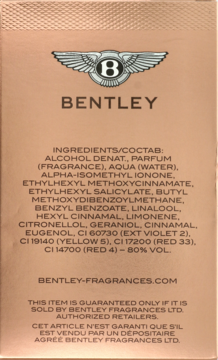 B
BENTLEY
INGREDIENTS/СОСТАВ:
ALCOHOL DENAT., PARFUM
(FRAGRANCE), AQUA (WATER),
ALPHA-ISOMETHYL IONONE,
ETHYLHEXYL METHOXYCINNAMATE,
ETHYLHEXYL SALICYLATE, BUTYL
METHOXYDIBENZOYLMETHANE,
BENZYL BENZOATE, LINALOOL,
HEXYL CINNAMAL, LIMONENE,
CITRONELLOL, GERANIOL, CINNAMAL,
EUGENOL, CI 60730 (EXT VIOLET 2),
CI 19140 (YELLOW 5), CI 17200 (RED 33),
CI 14700 (RED 4) – 80% VOL.
BENTLEY-FRAGRANCES.COM
THIS ITEM IS GUARANTEED ONLY IF IT IS
SOLD BY BENTLEY FRAGRANCES LTD.
AUTHORIZED RETAILERS.
CET ARTICLE N'EST GARANTI QUE S'IL
EST VENDU PAR UN DÉPOSITAIRE
AGRÉÉ BENTLEY FRAGRANCES LTD.